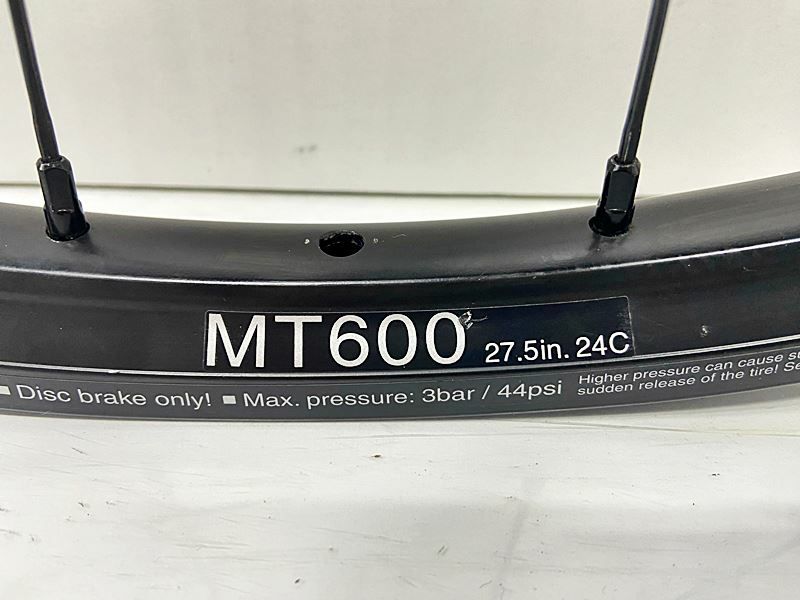 MT600 27.5in. 24C
■ Disc brake only! ■ Max. pressure: 3bar / 44psi
Higher pressure can cause
sudden release of the tire!